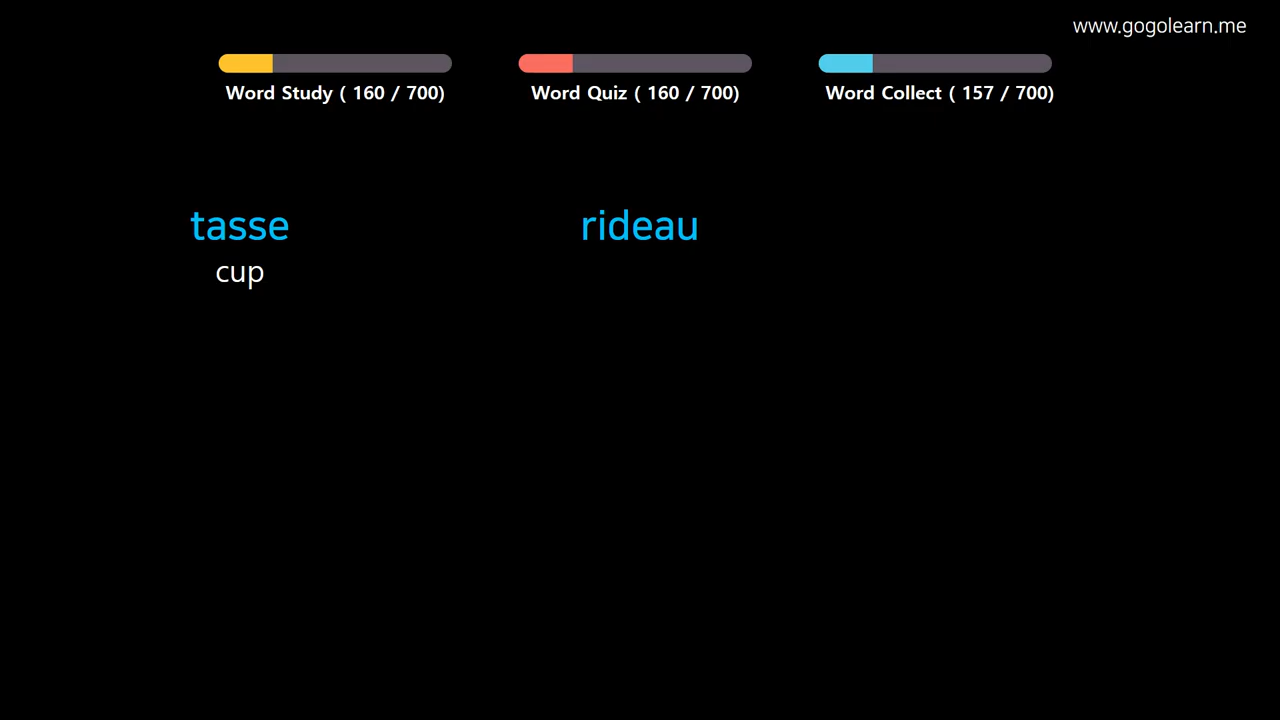 www.gogolearn.me
Word Study ( 160 / 700)
Word Quiz ( 160 / 700)
Word Collect ( 157 / 700)
tasse
cup
rideau